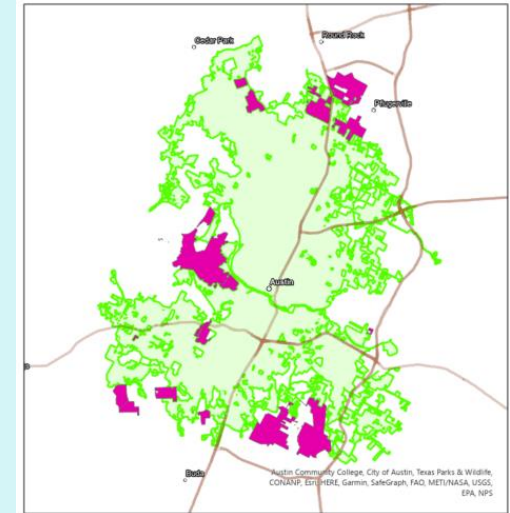 Cedar Park
Round Rock
Pflugerville
Austin
Buda
Austin Community College, City of Austin, Texas Parks & Wildlife,
CONANP, Esri, HERE, Garmin, SafeGraph, FAO, METI/NASA, USGS,
EPA, NPS